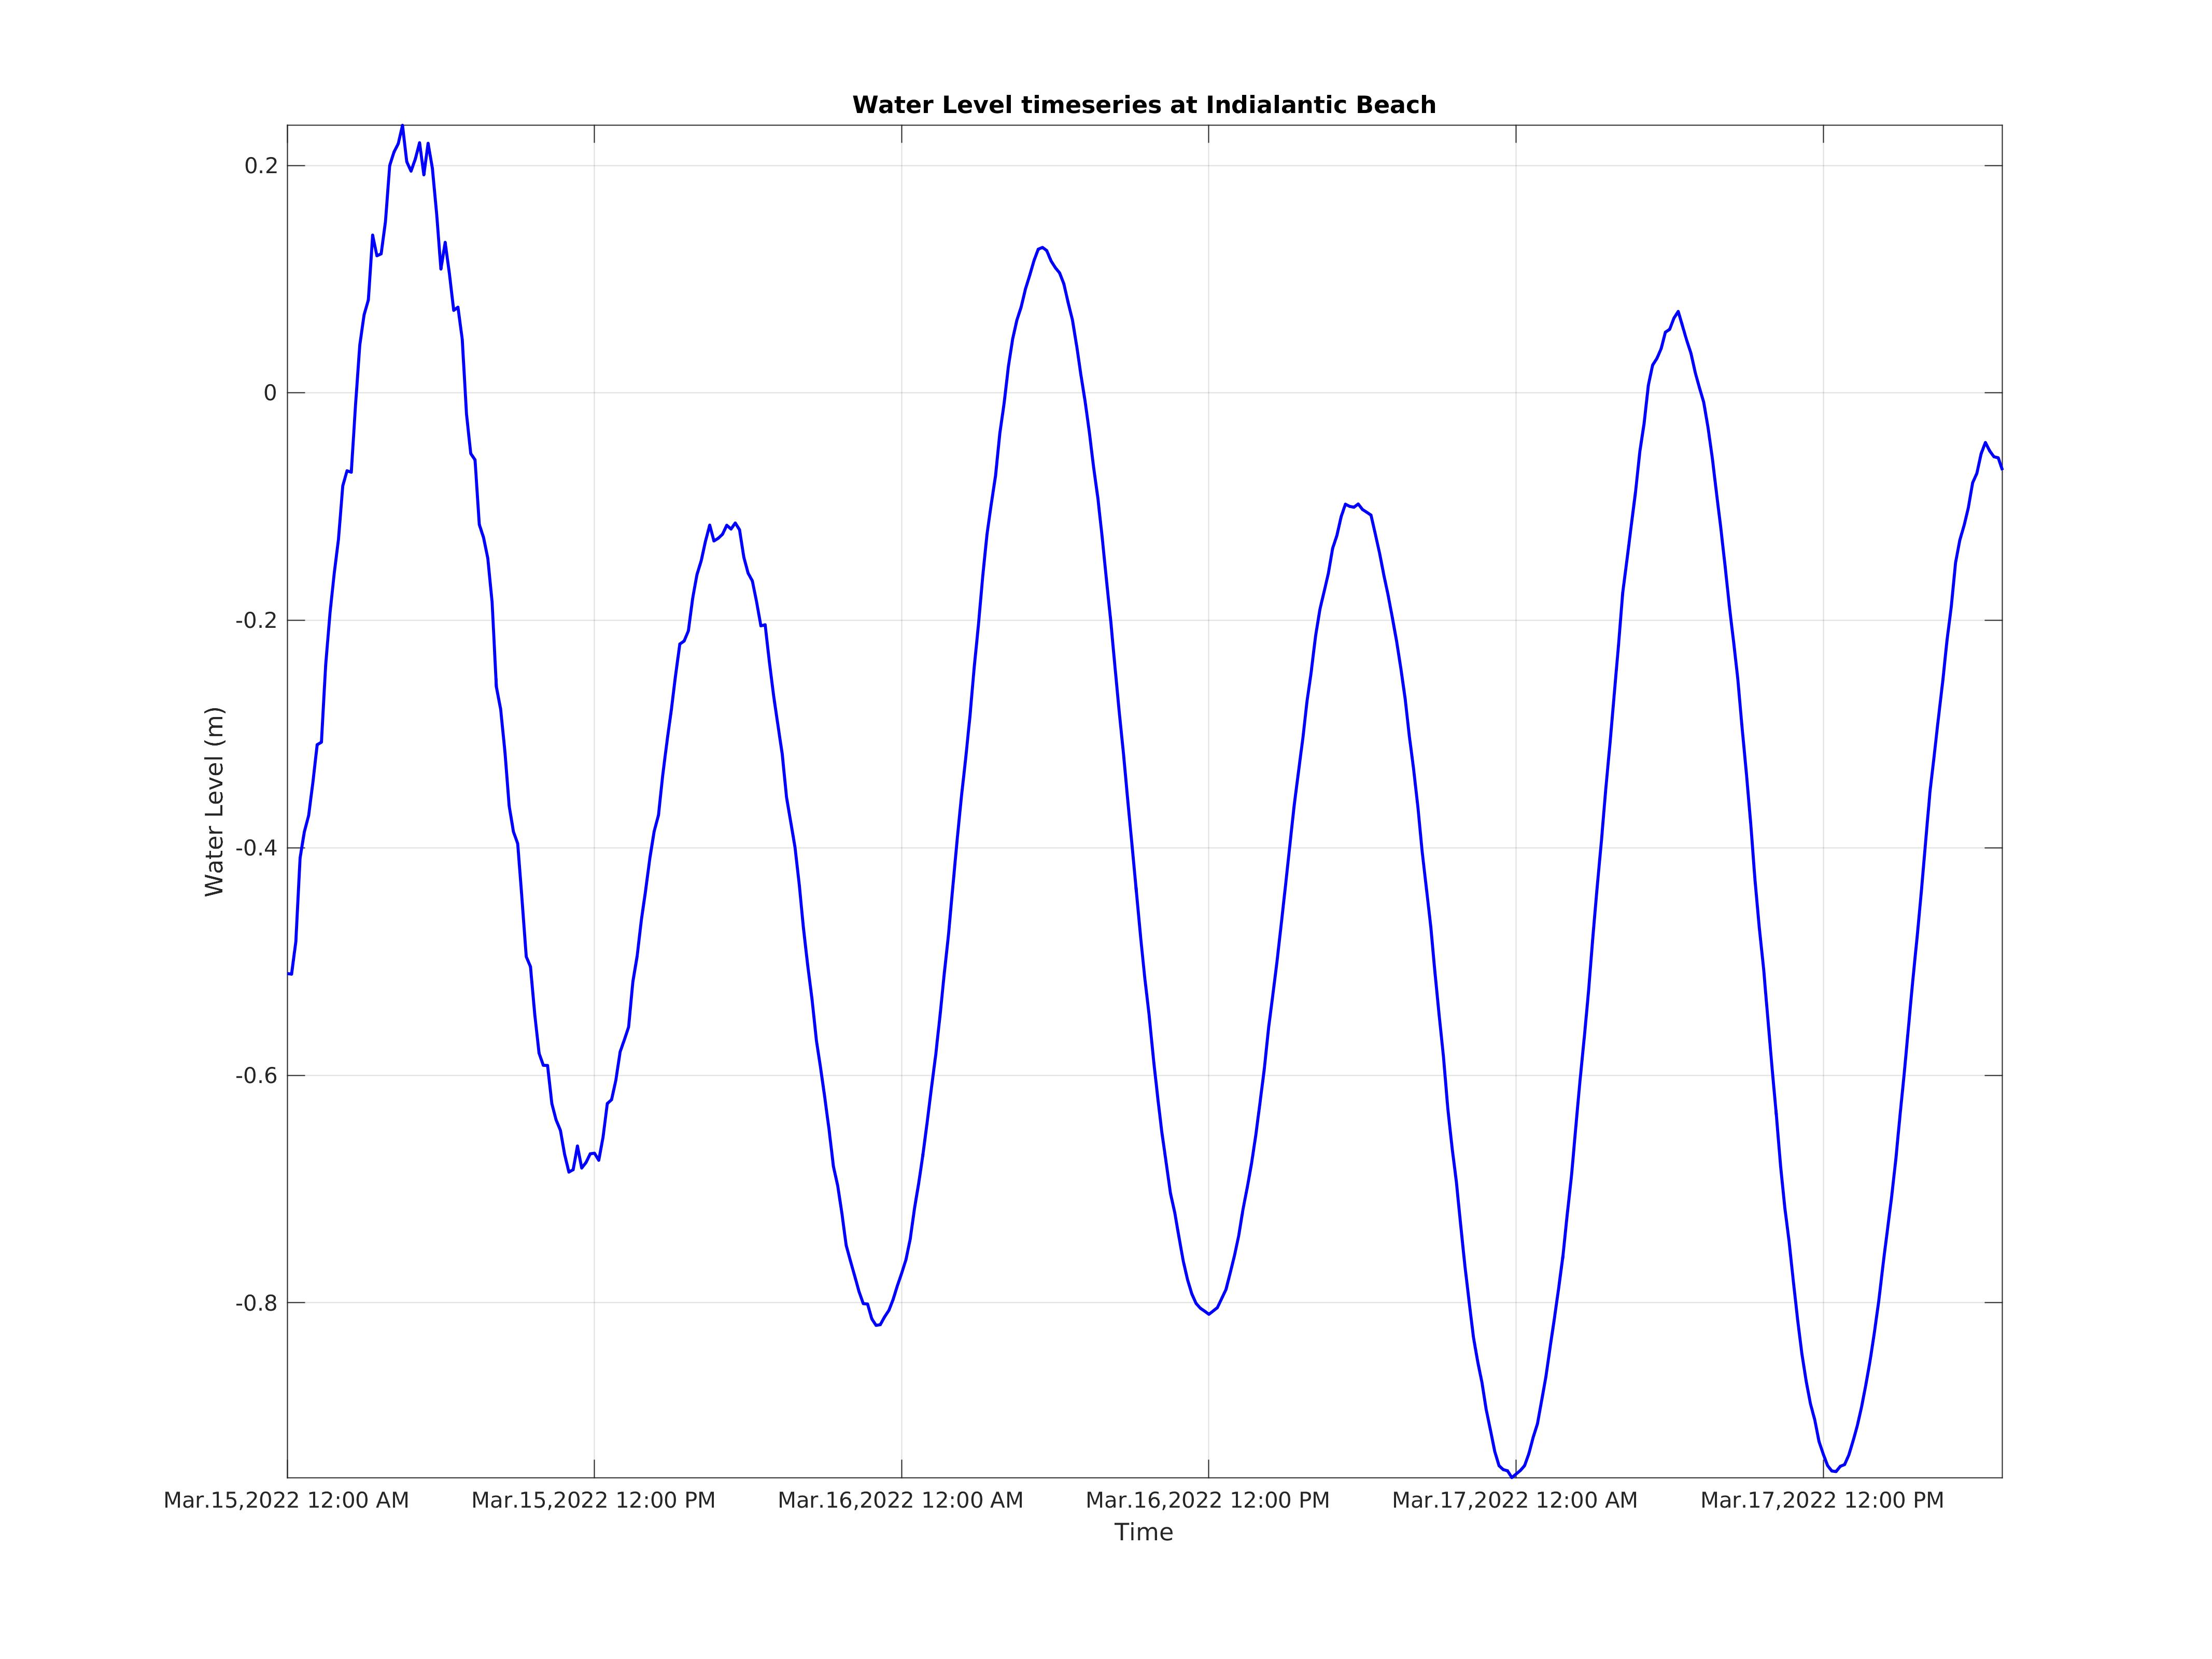 Water Level timeseries at Indialantic Beach
0.2
0
-0.2
-0.4
-0.6
-0.8
Water Level (m)
Mar.15,2022 12:00 AM Mar.15,2022 12:00 PM Mar.16,2022 12:00 AM Mar.16,2022 12:00 PM Mar.17,2022 12:00 AM Mar.17,2022 12:00 PM
Time